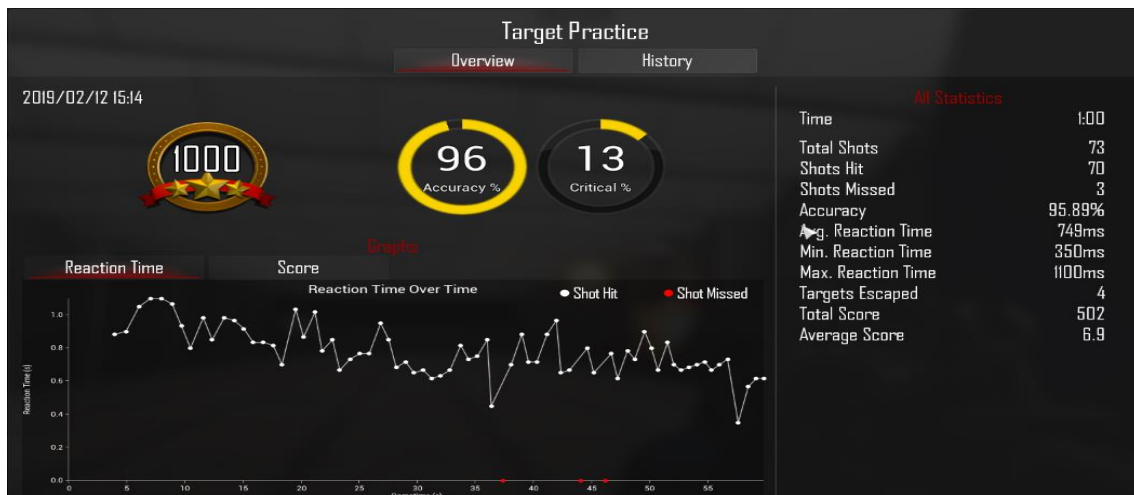 Target Practice
Overview
History
2019/02/12 15:14
1000
96
Accuracy %
13
Critical %
All Statistics
Time 1:00
Total Shots 73
Shots Hit 70
Shots Missed 3
Accuracy 95.89%
Avg. Reaction Time 749ms
Min. Reaction Time 350ms
Max. Reaction Time 1100ms
Targets Escaped 4
Total Score 502
Average Score 6.9
Graphs
Reaction Time
Score
Reaction Time Over Time
Shot Hit
Shot Missed
Reaction Time (s)
1.0
0.8
0.6
0.4
0.2
0.0
0 5 10 15 20 25 30 35 40 45 50 55